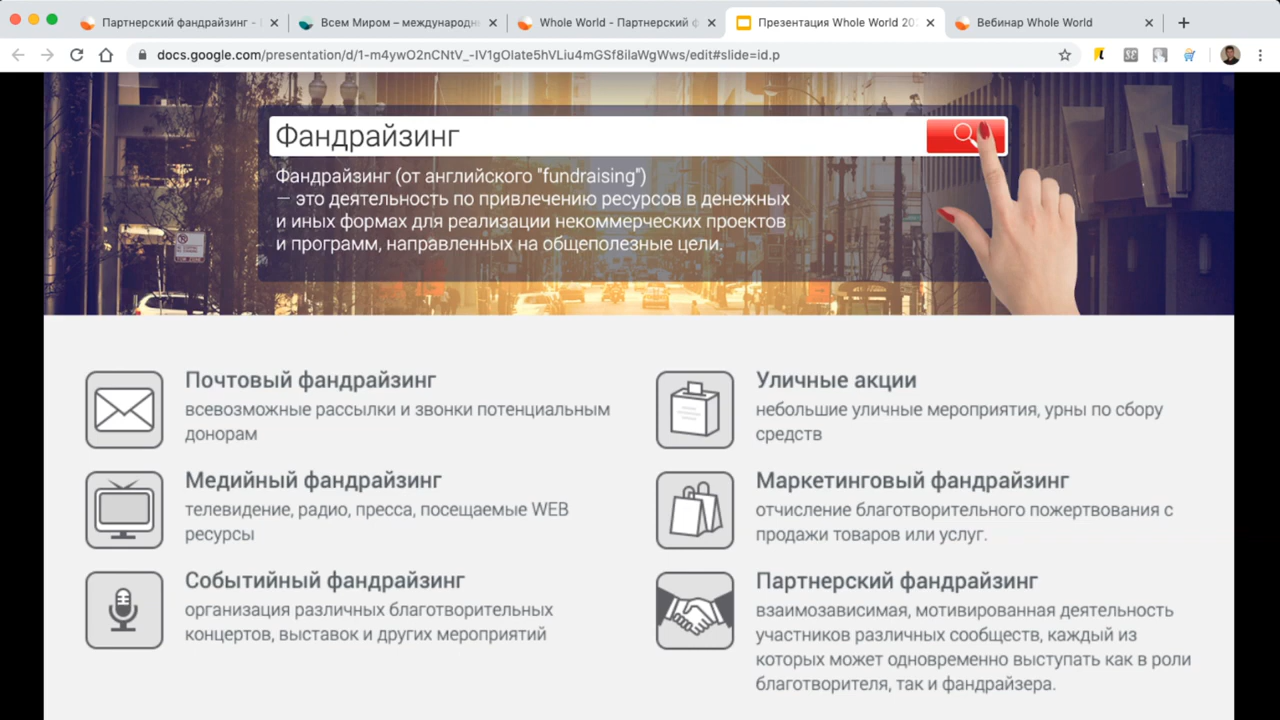 Партнерский фандрайзинг -
Всем Миром – международн
Whole World - Партнерский ф
Презентация Whole World 20
Вебинар Whole World
docs.google.com/presentation/d/1-m4ywO2nCNtV_-IV1gOlate5hVLiu4mGSf8ilaWgWws/edit#slide=id.p
Фандрайзинг
Фандрайзинг (от английского "fundraising")
— это деятельность по привлечению ресурсов в денежных
и иных формах для реализации некоммерческих проектов
и программ, направленных на общеполезные цели.
Почтовый фандрайзинг
всевозможные рассылки и звонки потенциальным
донорам
Медийный фандрайзинг
телевидение, радио, пресса, посещаемые WEB
ресурсы
Событийный фандрайзинг
организация различных благотворительных
концертов, выставок и других мероприятий
Уличные акции
небольшие уличные мероприятия, урны по сбору
средств
Маркетинговый фандрайзинг
отчисление благотворительного пожертвования с
продажи товаров или услуг.
Партнерский фандрайзинг
взаимозависимая, мотивированная деятельность
участников различных сообществ, каждый из
которых может одновременно выступать как в роли
благотворителя, так и фандрайзера.